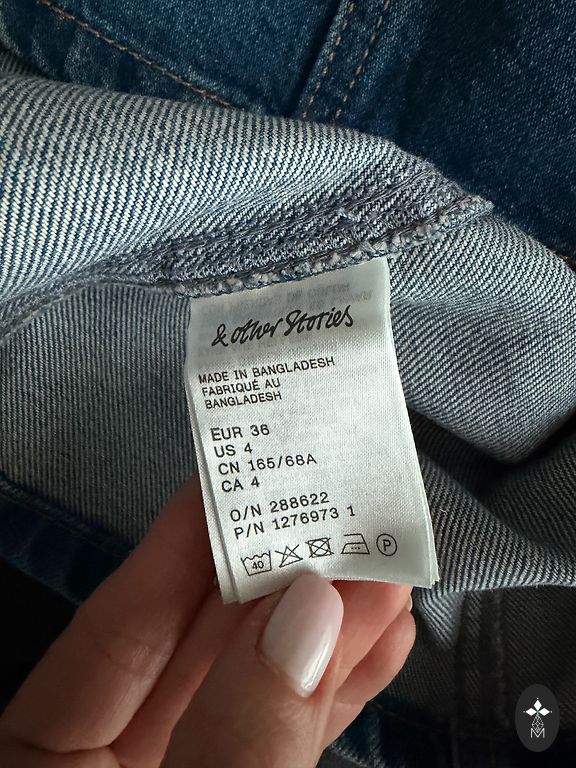 & other Stories
MADE IN BANGLADESH
FABRIQUÉ AU
BANGLADESH
EUR 36
US 4
CN 165/68A
CA 4
O/N 288622
P/N 1276973 1
40
P
M